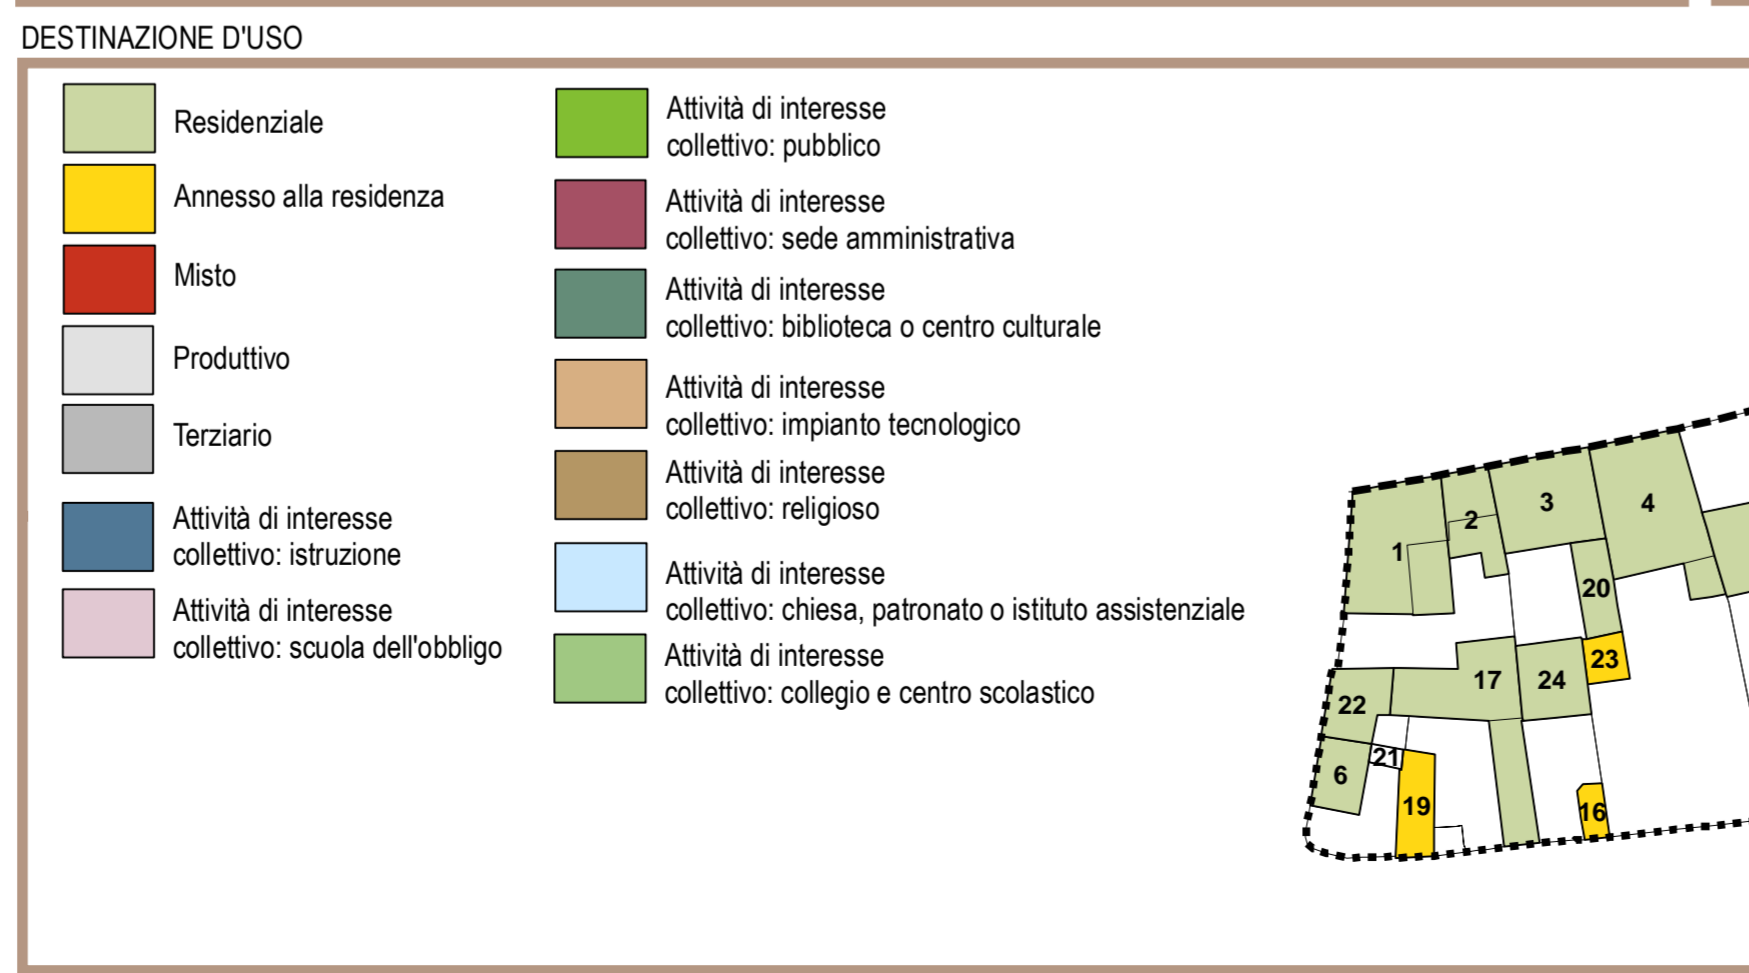 DESTINAZIONE D'USO
Residenziale
Annesso alla residenza
Misto
Produttivo
Terziario
Attività di interesse
collettivo: istruzione
Attività di interesse
collettivo: scuola dell'obbligo
Attività di interesse
collettivo: pubblico
Attività di interesse
collettivo: sede amministrativa
Attività di interesse
collettivo: biblioteca o centro culturale
Attività di interesse
collettivo: impianto tecnologico
Attività di interesse
collettivo: religioso
Attività di interesse
collettivo: chiesa, patronato o istituto assistenziale
Attività di interesse
collettivo: collegio e centro scolastico
1
2
3
4
20
23
17
24
22
21
6
19
16